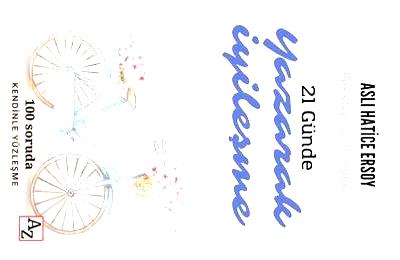 ASLI HATİCE ERSOY
21 Günde
Yazarak
iyileşme
100 soruda
KENDİNLE YÜZLEŞME
AZ